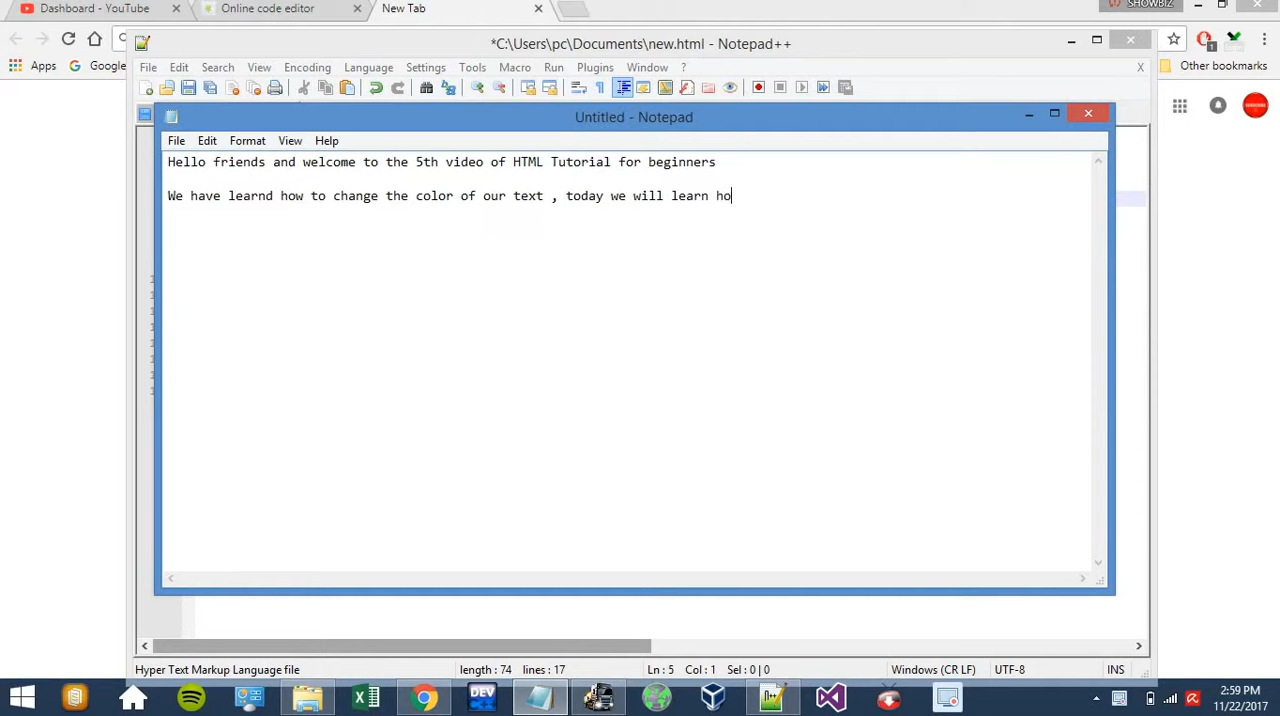 Dashboard - YouTube
Online code editor
New Tab
SHOWBIZ
*C:\Users\pc\Documents\new.html - Notepad++
Apps
Google
Other bookmarks
File Edit Search View Encoding Language Settings Tools Macro Run Plugins Window ? X
Untitled - Notepad
File Edit Format View Help
Hello friends and welcome to the 5th video of HTML Tutorial for beginners
We have learnd how to change the color of our text , today we will learn ho
Hyper Text Markup Language file
length : 74 lines : 17
Ln : 5 Col : 1 Sel : 0 | 0
Windows (CR LF)
UTF-8
INS
DEV
2:59 PM
11/22/2017